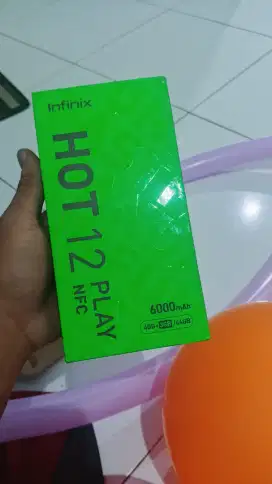 Infinix
HOT 12
PLAY
NFC
6000mAh